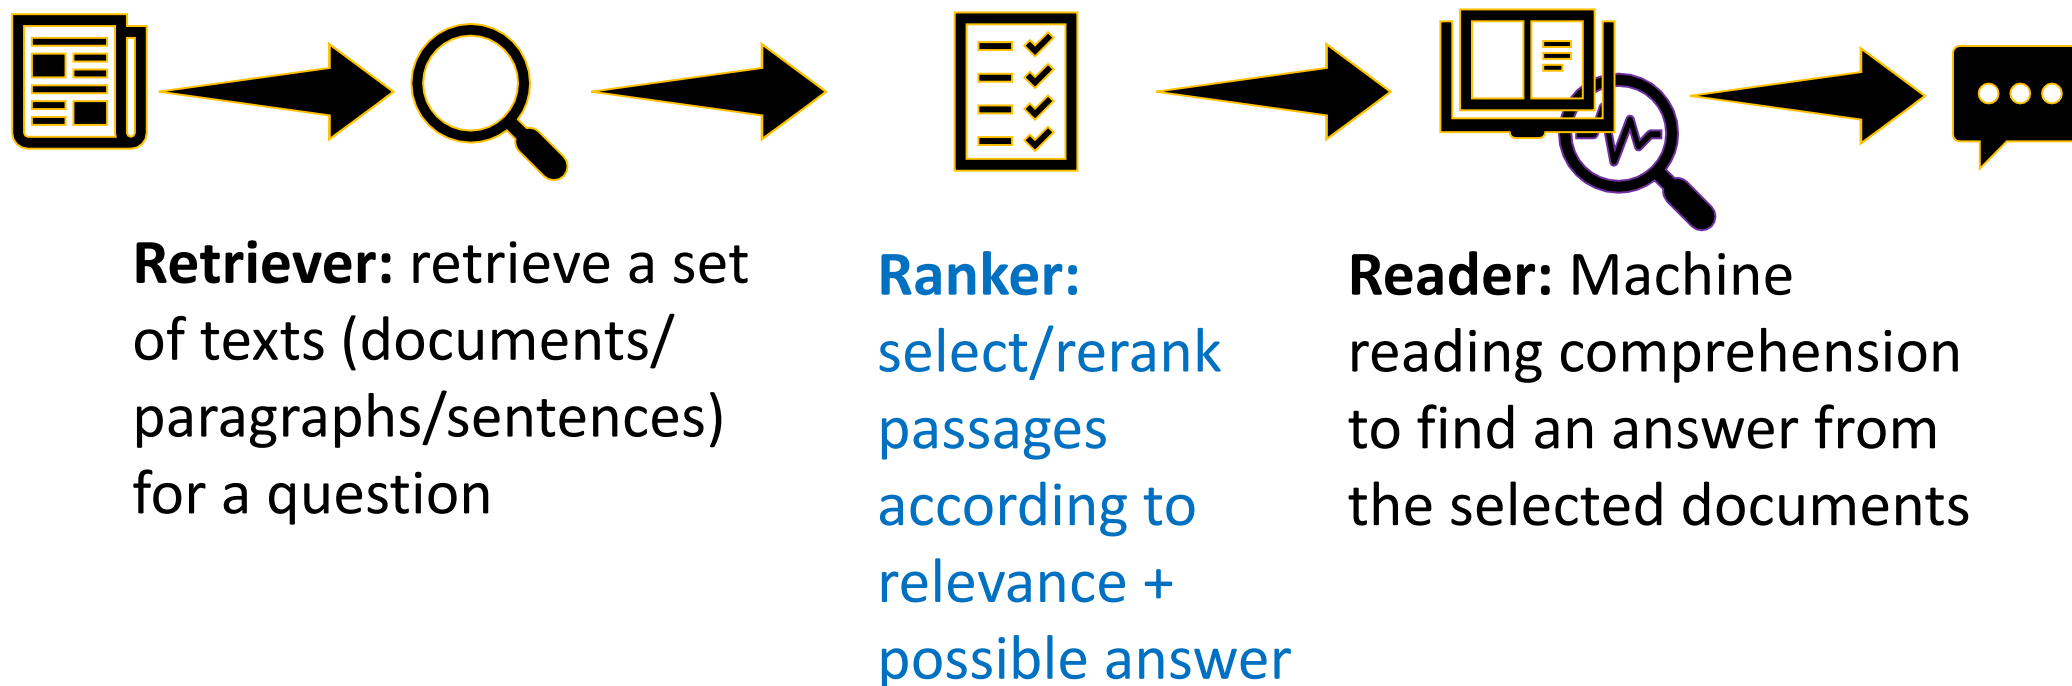 Retriever: retrieve a set
of texts (documents/
paragraphs/sentences)
for a question
Ranker:
select/rerank
passages
according to
relevance +
possible answer
Reader: Machine
reading comprehension
to find an answer from
the selected documents